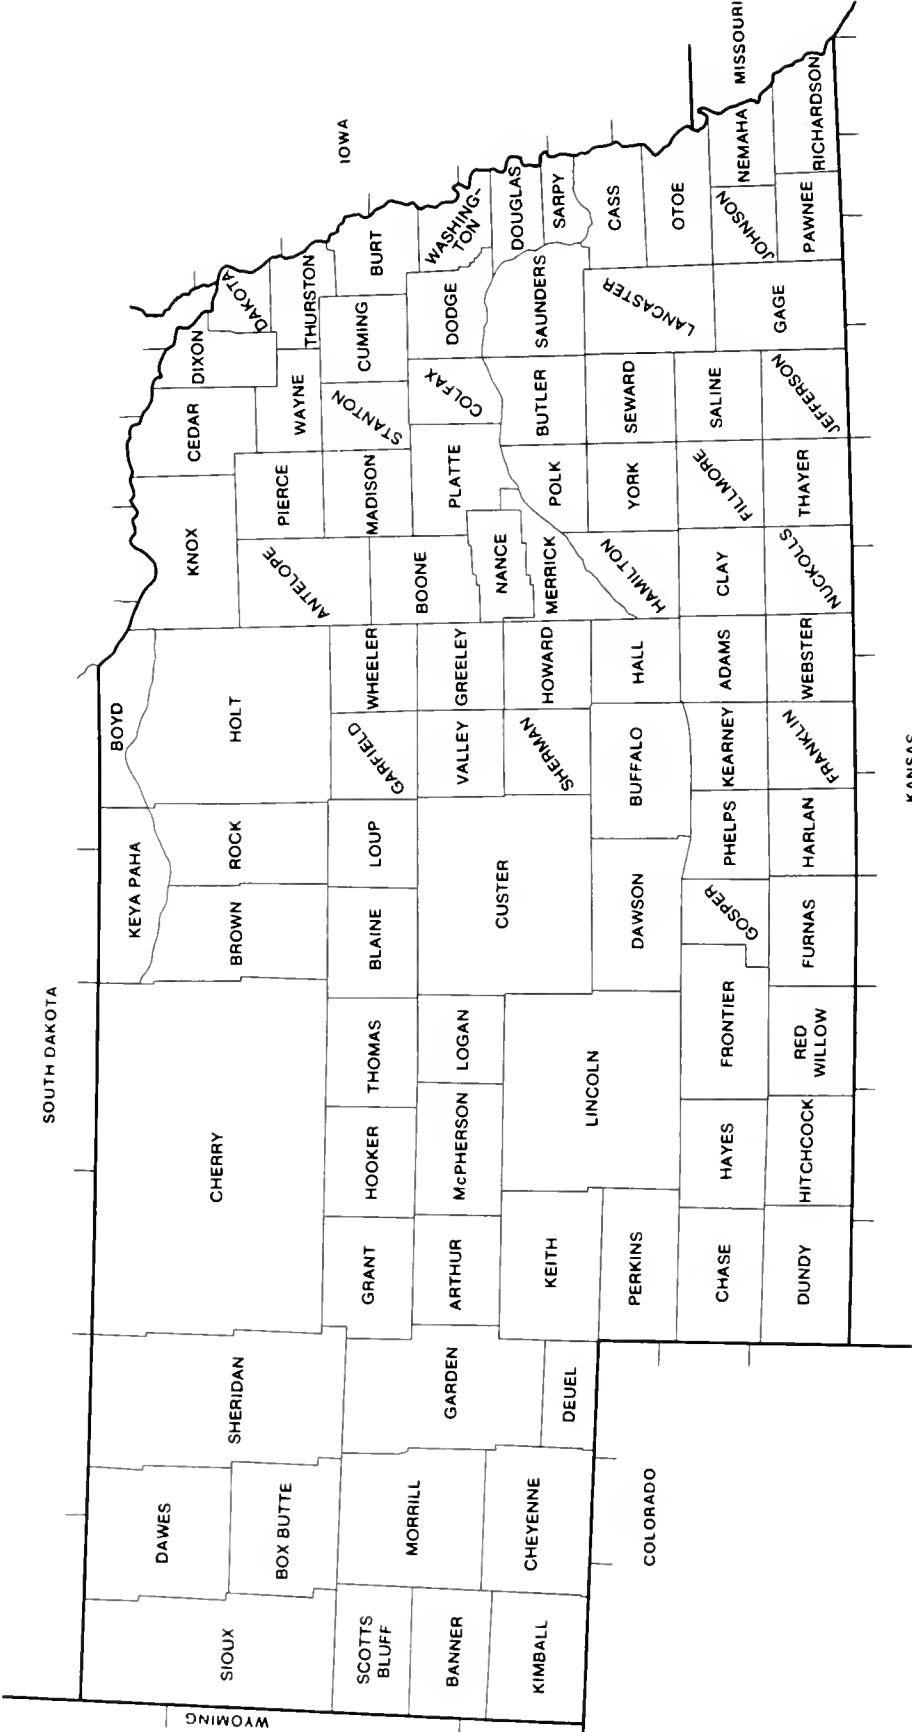 SOUTH DAKOTA
WYOMING
SIOUX
DAWES
BOX BUTTE
SHERIDAN
CHERRY
KEYA PAHA
BOYD
BROWN
ROCK
HOLT
KNOX
CEDAR
DIXON
DAKOTA
ANTELOPE
PIERCE
WAYNE
THURSTON
IOWA
SCOTTS
BLUFF
BANNER
KIMBALL
MORRILL
CHEYENNE
GARDEN
DEUEL
GRANT
HOOKER
THOMAS
BLAINE
LOUP
GARFIELD
WHEELER
BOONE
MADISON
STANTON
CUMING
BURT
ARTHUR
McPHERSON
LOGAN
CUSTER
VALLEY
GREELEY
NANCE
PLATTE
COLFAX
DODGE
WASHING-
TON
KEITH
LINCOLN
SHERMAN
HOWARD
MERRICK
POLK
BUTLER
SAUNDERS
DOUGLAS
SARPY
COLORADO
PERKINS
DAWSON
BUFFALO
HALL
HAMILTON
YORK
SEWARD
LANCASTER
CASS
OTOE
CHASE
HAYES
FRONTIER
GOSPER
PHELPS
KEARNEY
ADAMS
CLAY
FILLMORE
SALINE
GAGE
JOHNSON
NEMAHA
MISSOURI
DUNDY
HITCHCOCK
RED
WILLOW
FURNAS
HARLAN
FRANKLIN
WEBSTER
NUCKOLLS
THAYER
JEFFERSON
PAWNEE
RICHARDSON
KANSAS